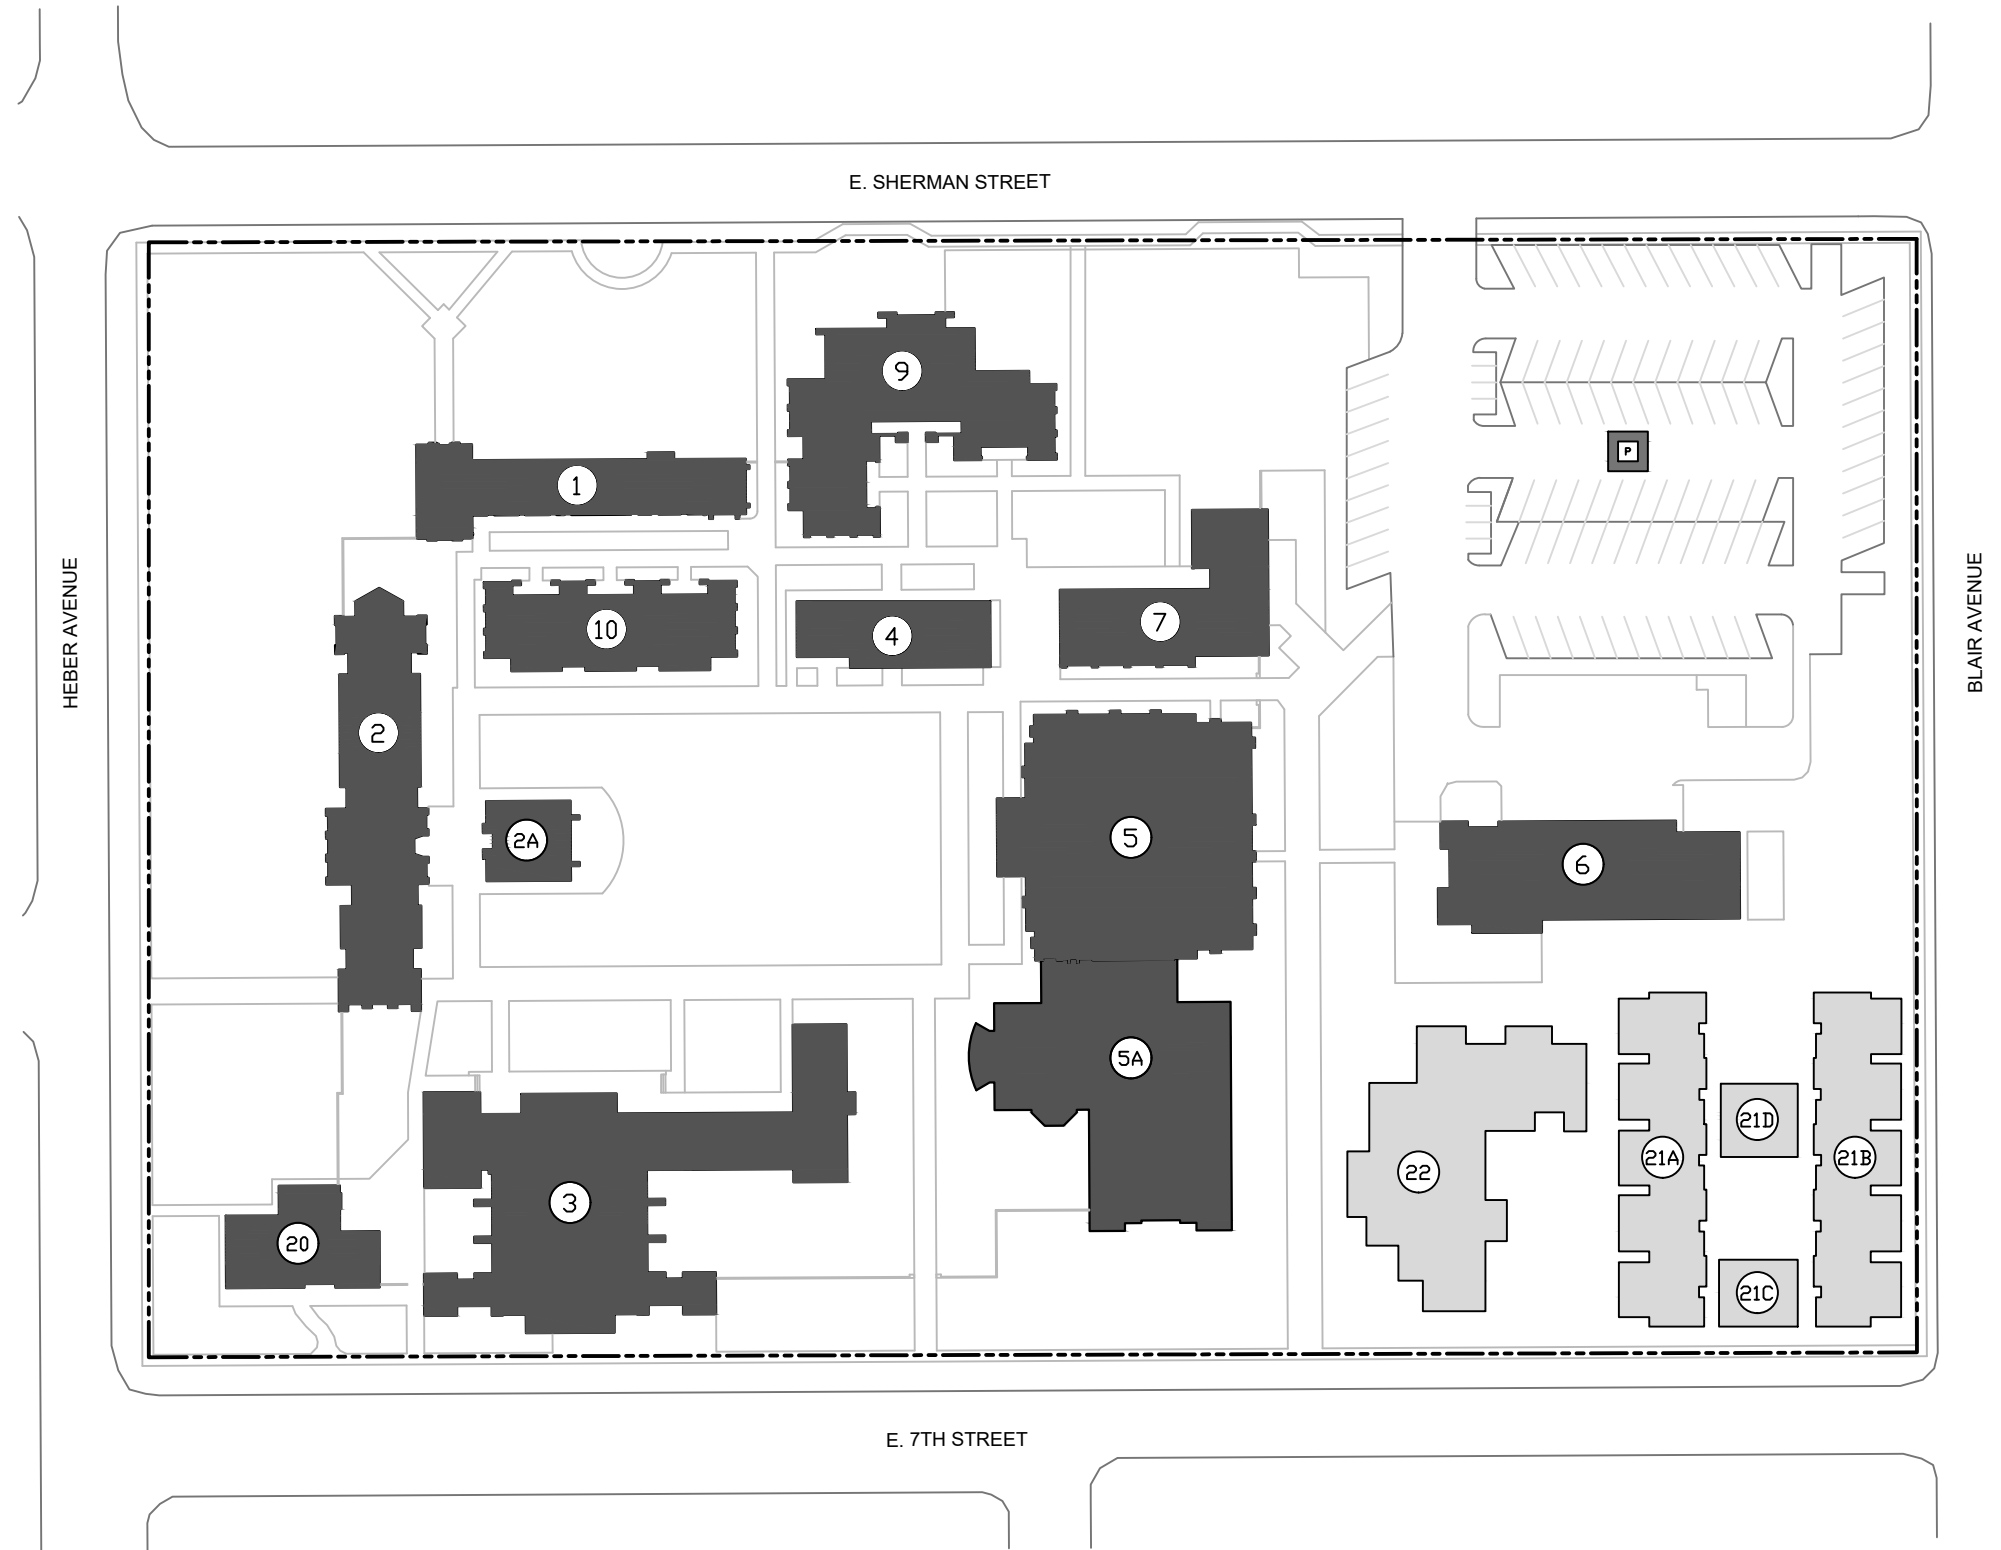 E. SHERMAN STREET
9
P
1
HEBER AVENUE
BLAIR AVENUE
10
4
7
2
2A
5
6
5A
21D
22
21A
21B
3
20
21C
E. 7TH STREET